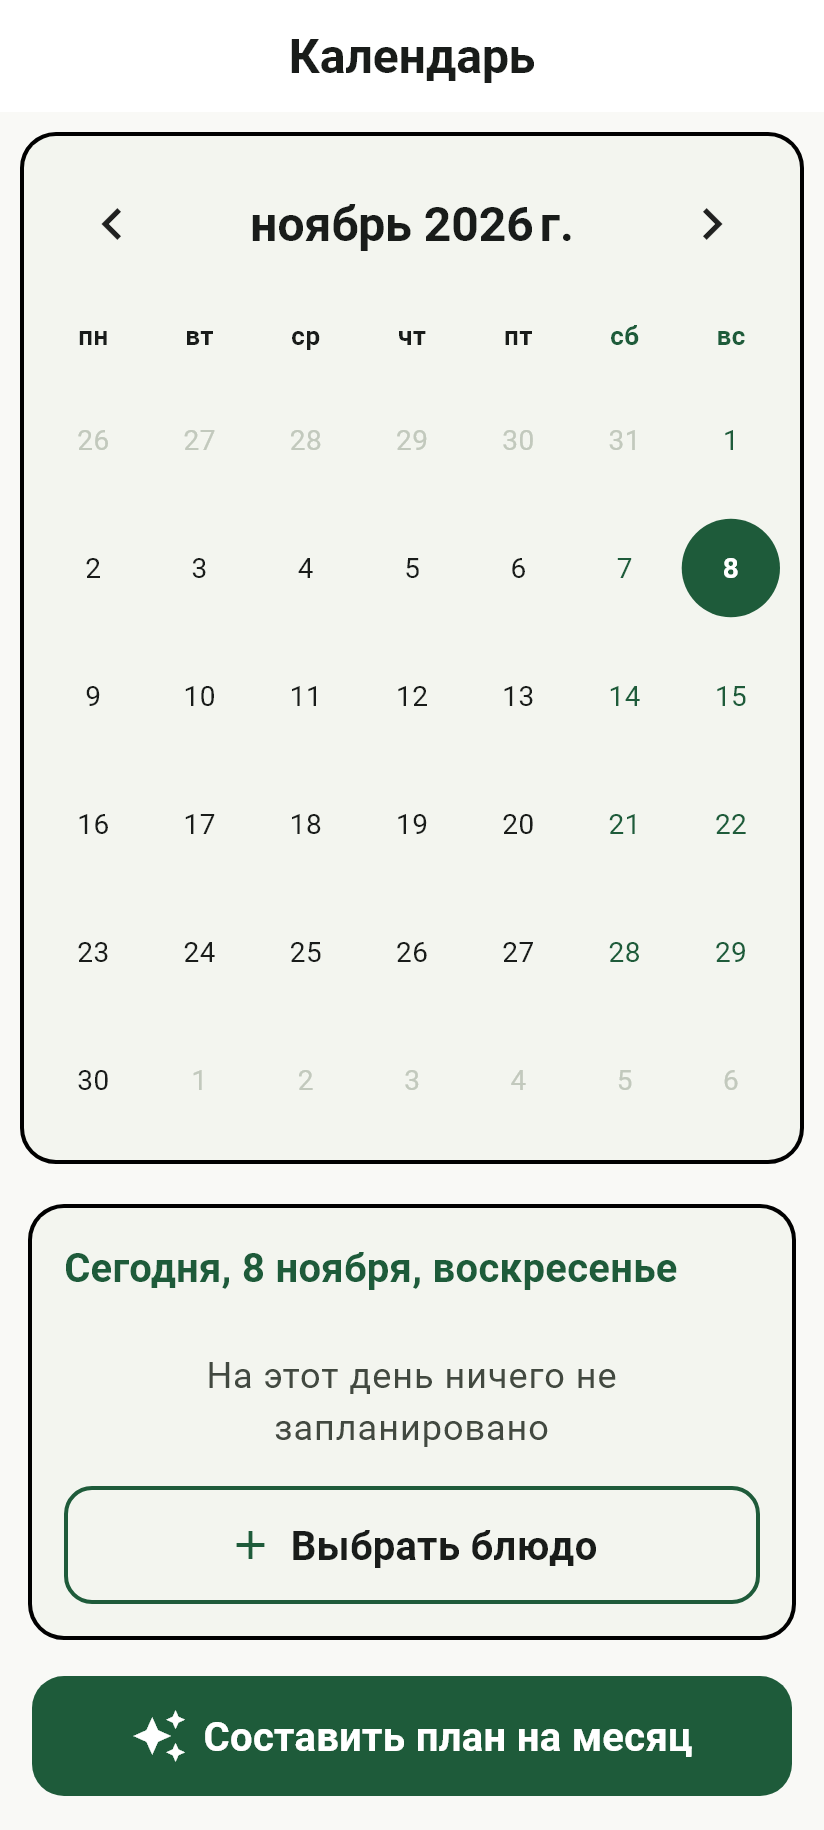 Календарь
ноябрь 2026 г.
пн вт ср чт пт сб вс
26 27 28 29 30 31 1
2 3 4 5 6 7 8
9 10 11 12 13 14 15
16 17 18 19 20 21 22
23 24 25 26 27 28 29
30 1 2 3 4 5 6
Сегодня, 8 ноября, воскресенье
На этот день ничего не
запланировано
Выбрать блюдо
Составить план на месяц